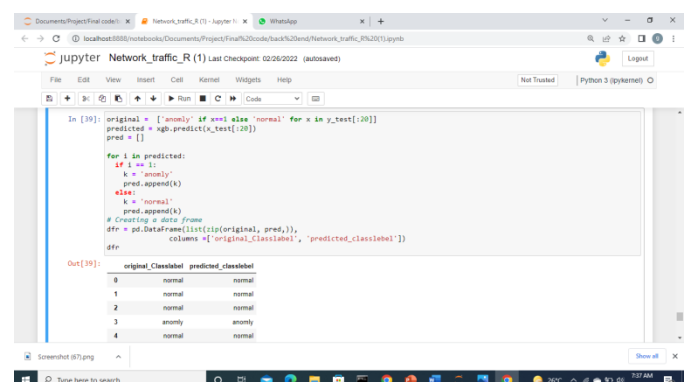 Documents/Project/Final code/b
Network_traffic_R (1) - Jupyter N
WhatsApp
localhost:8888/notebooks/Documents/Project/Final%20code/back%20end/Network_traffic_R%20(1).ipynb
jupyter Network_traffic_R (1) Last Checkpoint: 02/26/2022 (autosaved)
Logout
File Edit View Insert Cell Kernel Widgets Help
Not Trusted
Python 3 (ipykernel)
Run
Code
In [39]: original = ['anomly' if x==1 else 'normal' for x in y_test[:20]]
predicted = xgb.predict(x_test[:20])
pred = []
for i in predicted:
if i == 1:
k = 'anomly'
pred.append(k)
else:
k = 'normal'
pred.append(k)
# Creating a data frame
dfr = pd.DataFrame(list(zip(original, pred,)),
columns =['original_Classlabel', 'predicted_classlebel'])
dfr
Out[39]:
original_Classlabel predicted_classlebel
0 normal normal
1 normal normal
2 normal normal
3 anomly anomly
4 normal normal
Screenshot (67).png
Show all
Type here to search
26°C
7:37 AM